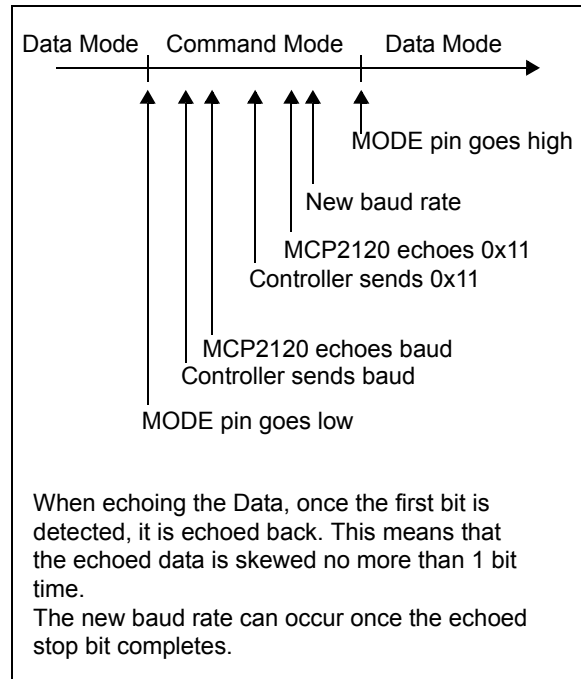 Data Mode Command Mode Data Mode
MODE pin goes high
New baud rate
MCP2120 echoes 0x11
Controller sends 0x11
MCP2120 echoes baud
Controller sends baud
MODE pin goes low
When echoing the Data, once the first bit is
detected, it is echoed back. This means that
the echoed data is skewed no more than 1 bit
time.
The new baud rate can occur once the echoed
stop bit completes.